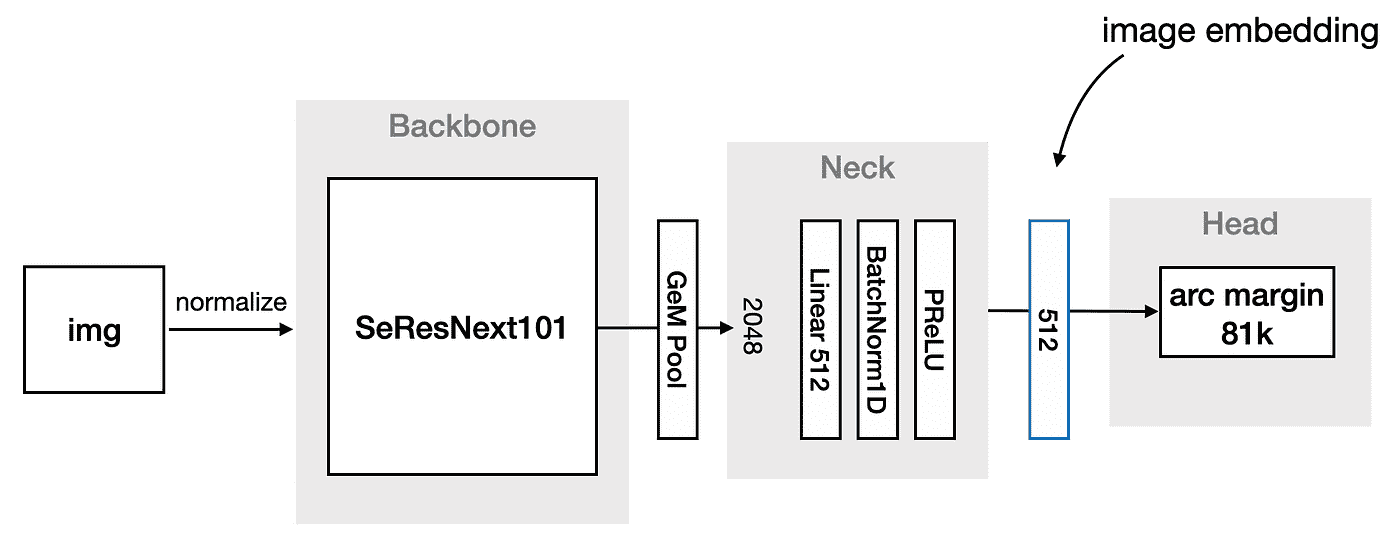 image embedding
Backbone
Neck
Head
img
normalize
SeResNext101
GeM Pool
2048
Linear 512
BatchNorm1D
PReLU
512
arc margin
81k